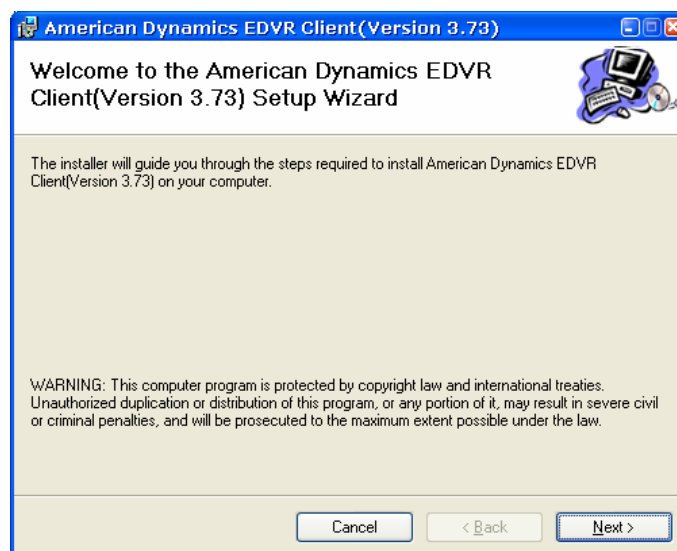 American Dynamics EDVR Client(Version 3.73)
Welcome to the American Dynamics EDVR
Client(Version 3.73) Setup Wizard
The installer will guide you through the steps required to install American Dynamics EDVR
Client(Version 3.73) on your computer.
WARNING: This computer program is protected by copyright law and international treaties.
Unauthorized duplication or distribution of this program, or any portion of it, may result in severe civil
or criminal penalties, and will be prosecuted to the maximum extent possible under the law.
Cancel
< Back
Next >